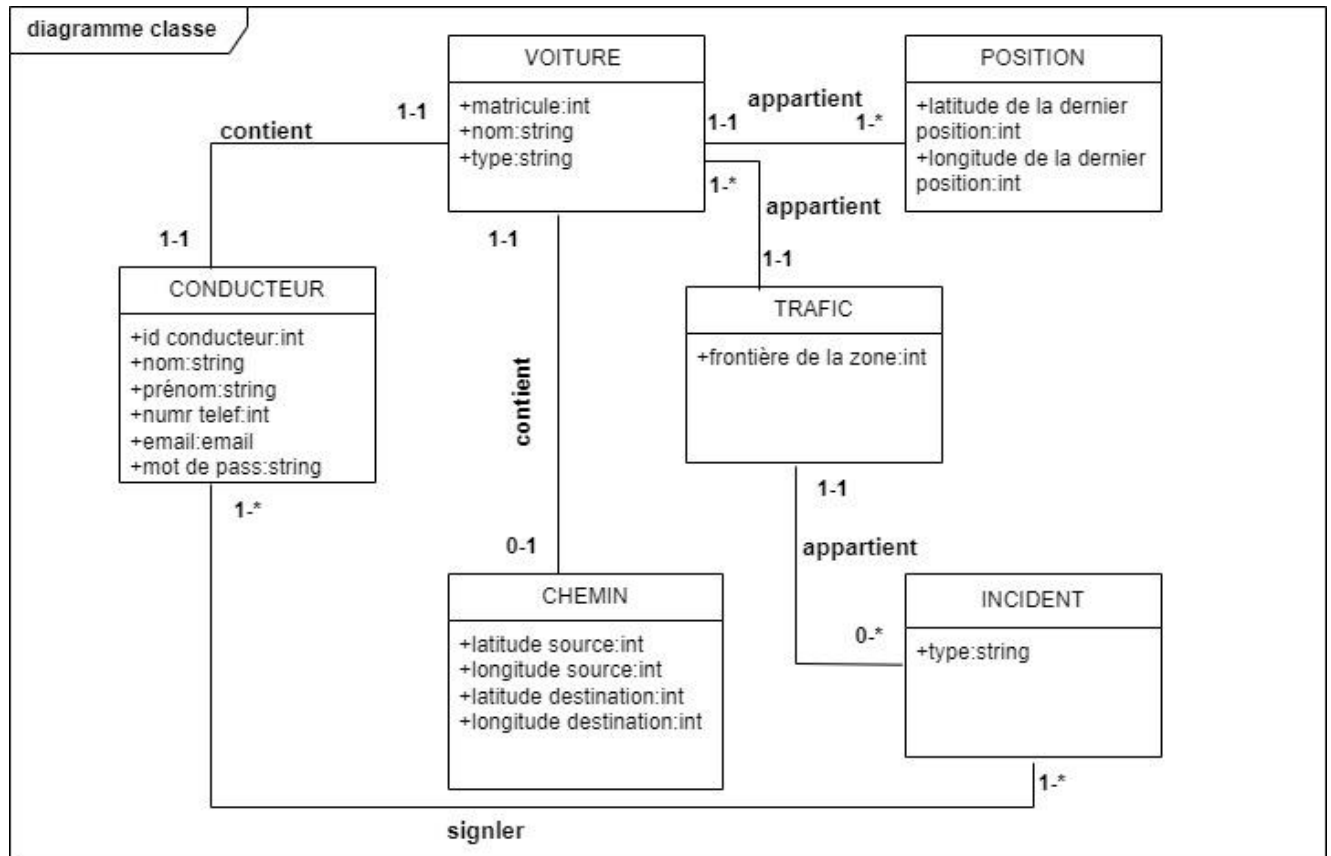 diagramme classe
VOITURE
+matricule:int
+nom:string
+type:string
POSITION
+latitude de la dernier
position:int
+longitude de la dernier
position:int
1-1
contient
1-1
appartient
1-1
1-*
1-*
appartient
1-1
CONDUCTEUR
+id conducteur:int
+nom:string
+prénom:string
+numr telef:int
+email:email
+mot de pass:string
1-1
contient
0-1
TRAFIC
+frontière de la zone:int
1-1
appartient
0-*
CHEMIN
+latitude source:int
+longitude source:int
+latitude destination:int
+longitude destination:int
INCIDENT
+type:string
1-*
1-*
signler